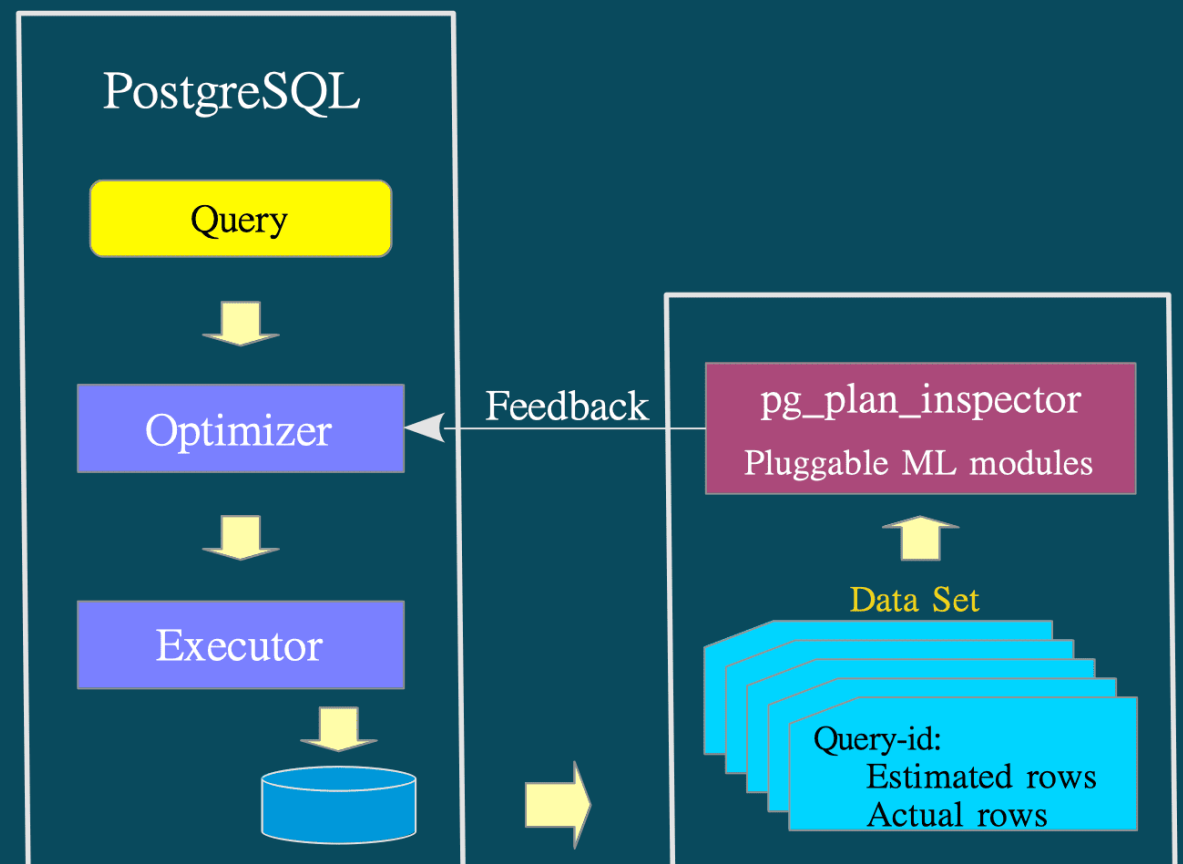 PostgreSQL
Query
Optimizer
Executor
Feedback
pg_plan_inspector
Pluggable ML modules
Data Set
Query-id:
Estimated rows
Actual rows